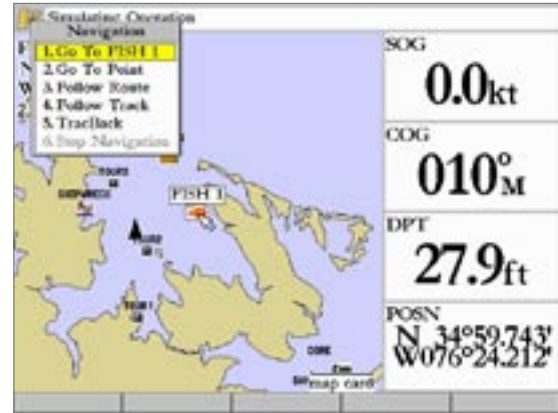 Simulating Operation
Navigation
1. Go To FISH 1
2. Go To Point
3. Follow Route
4. Follow Track
5. TracBack
6. Stop Navigation
FISH 1
map card
SOG
0.0kt
COG
010°M
DPT
27.9ft
POSN
N 34°59.743'
W076°24.212'